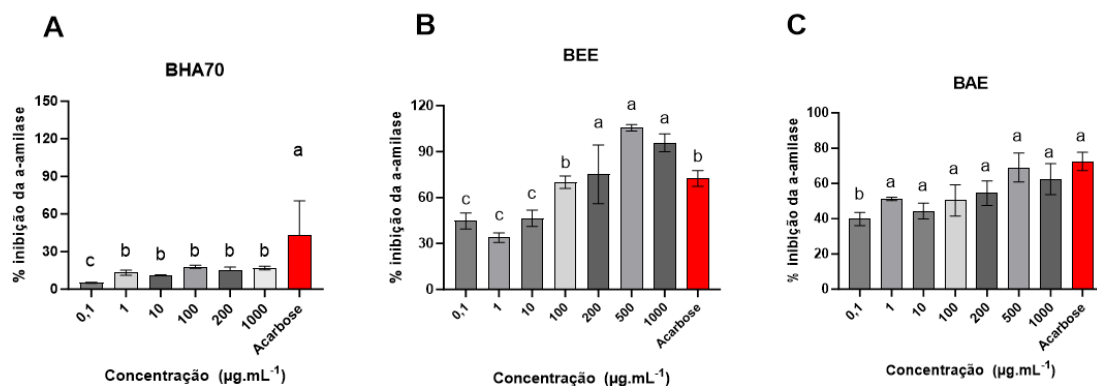 A
BHA70
% inibição da a-amilase
150
120
90
60
30
0
c
b
b
b
b
b
a
0,1
1
10
100
200
1000
Acarbose
Concentração (µg.mL⁻¹)
B
BEE
% inibição da a-amilase
120
90
60
30
0
c
c
c
b
a
a
a
b
0,1
1
10
100
200
500
1000
Acarbose
Concentração (µg.mL⁻¹)
C
BAE
% inibição da a-amilase
100
80
60
40
20
0
b
a
a
a
a
a
a
a
0,1
1
10
100
200
500
1000
Acarbose
Concentração (µg.mL⁻¹)